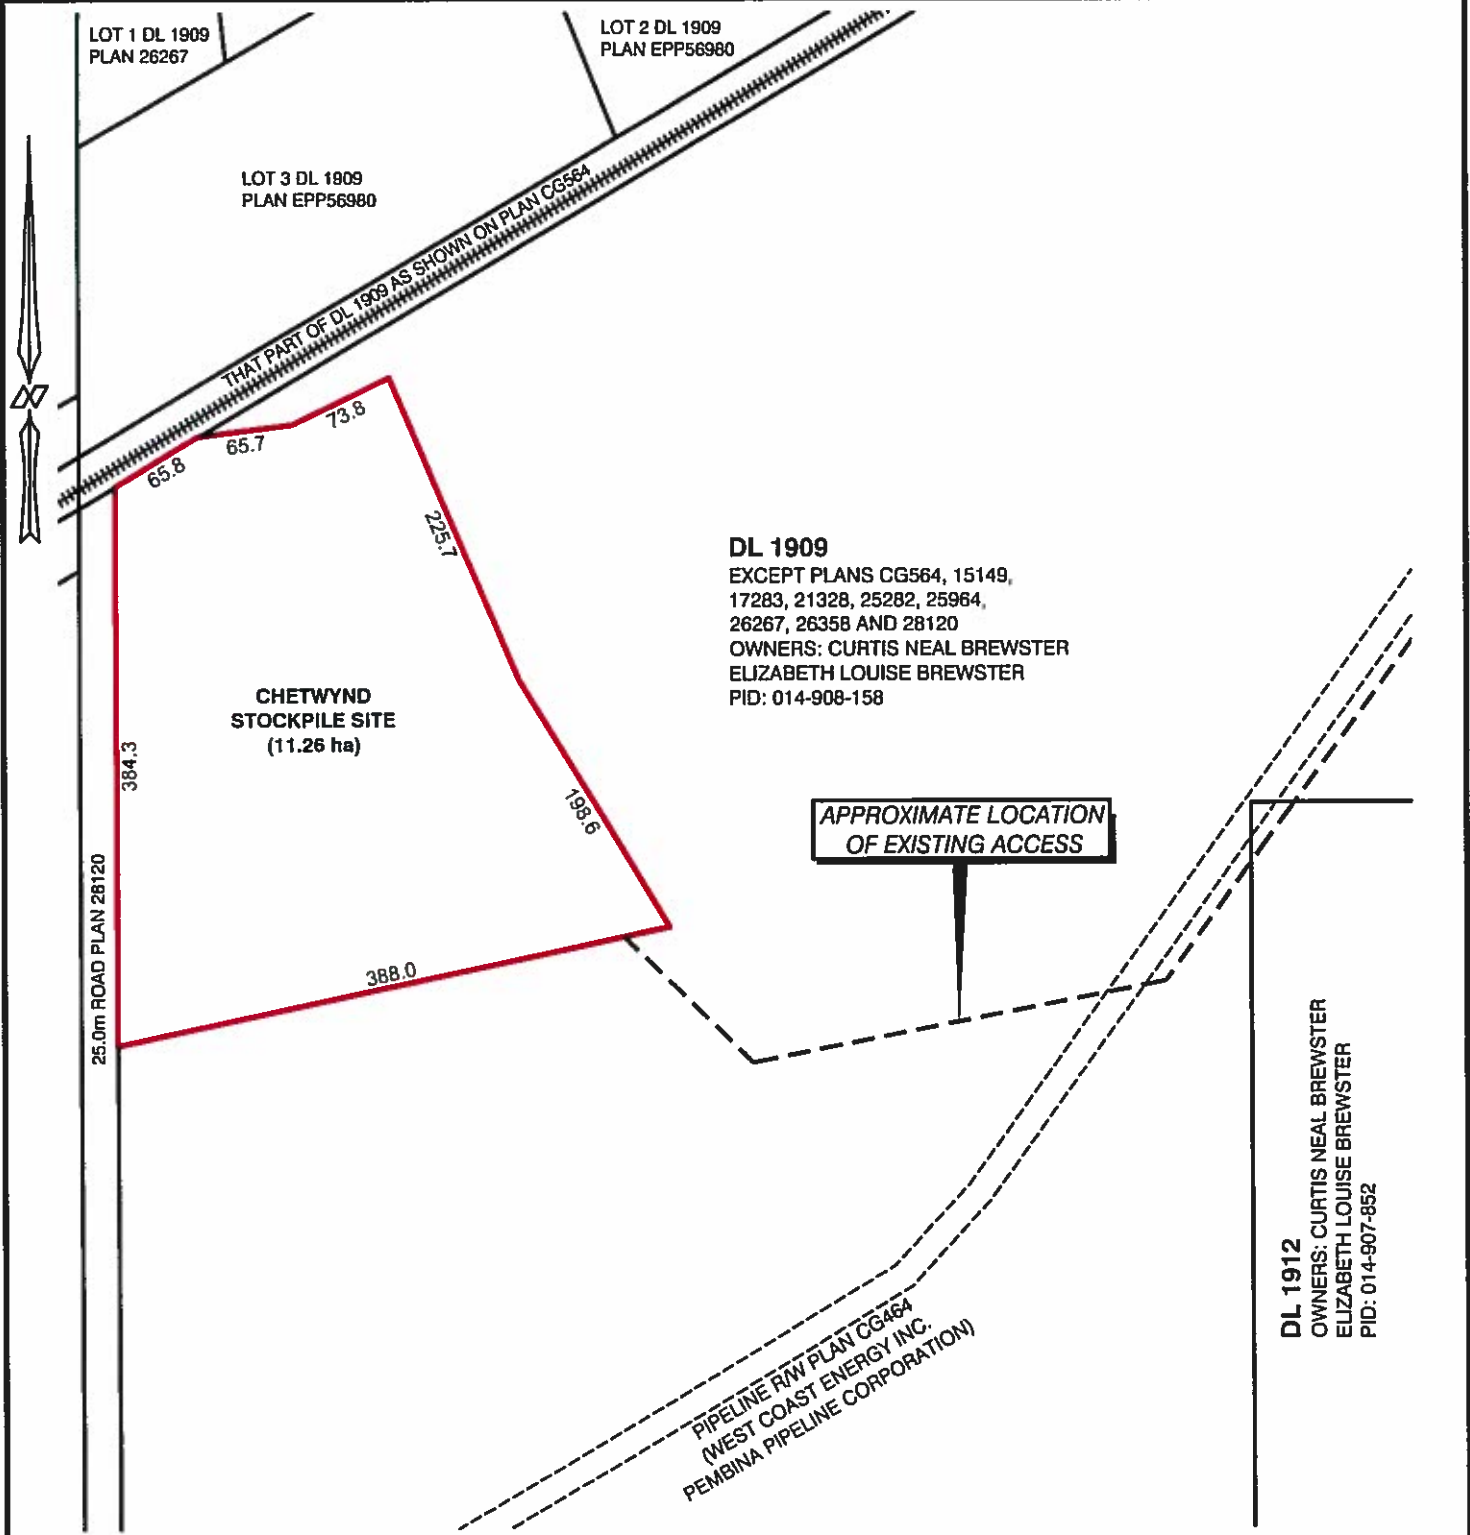 LOT 1 DL 1909
PLAN 26267
LOT 2 DL 1909
PLAN EPP56980
LOT 3 DL 1909
PLAN EPP56980
THAT PART OF DL 1909 AS SHOWN ON PLAN CG564
N
65.8
65.7
73.8
225.7
DL 1909
EXCEPT PLANS CG564, 15149,
17283, 21328, 25282, 25964,
26267, 26358 AND 28120
OWNERS: CURTIS NEAL BREWSTER
ELIZABETH LOUISE BREWSTER
PID: 014-908-158
CHETWYND
STOCKPILE SITE
(11.26 ha)
384.3
198.6
APPROXIMATE LOCATION
OF EXISTING ACCESS
25.0m ROAD PLAN 28120
388.0
DL 1912
OWNERS: CURTIS NEAL BREWSTER
ELIZABETH LOUISE BREWSTER
PID: 014-907-852
PIPELINE R/W PLAN CG464
(WEST COAST ENERGY INC.
PEMBINA PIPELINE CORPORATION)